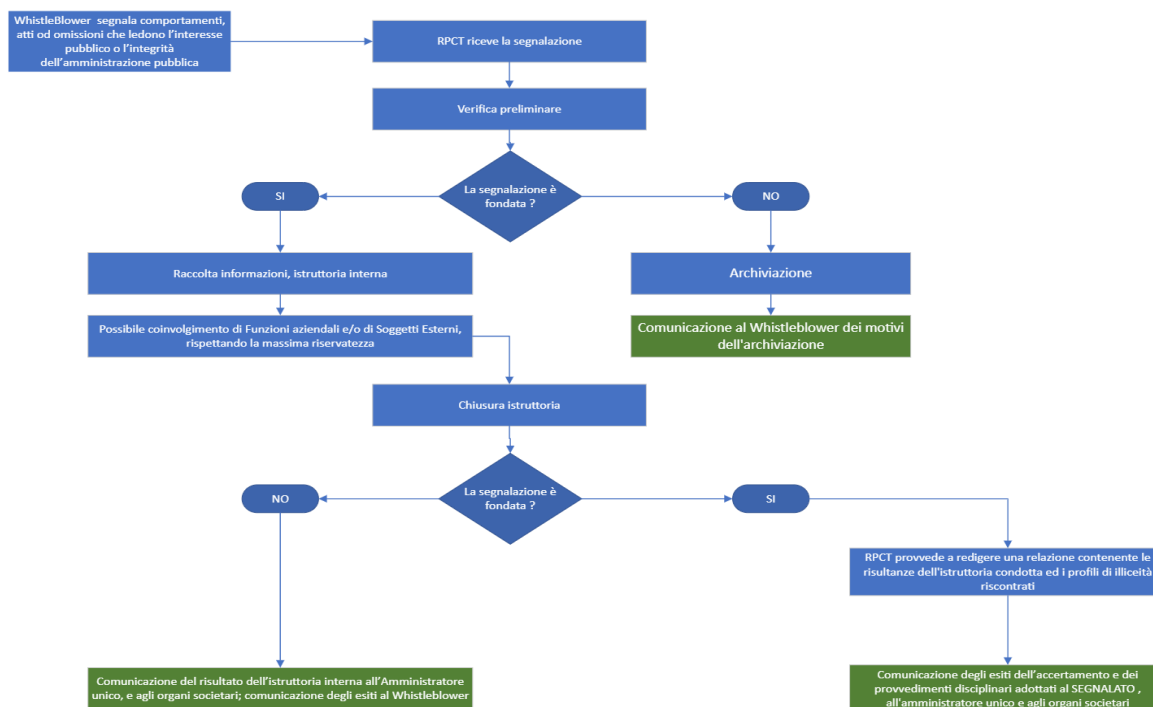 WhistleBlower segnala comportamenti,
atti od omissioni che ledono l'interesse
pubblico o l'integrità
dell'amministrazione pubblica
RPCT riceve la segnalazione
Verifica preliminare
La segnalazione è
fondata ?
SI
NO
Raccolta informazioni, istruttoria interna
Archiviazione
Possibile coinvolgimento di Funzioni aziendali e/o di Soggetti Esterni,
rispettando la massima riservatezza
Comunicazione al Whistleblower dei motivi
dell'archiviazione
Chiusura istruttoria
La segnalazione è
fondata ?
NO
SI
RPCT provvede a redigere una relazione contenente le
risultanze dell'istruttoria condotta ed i profili di illiceità
riscontrati
Comunicazione del risultato dell'istruttoria interna all'Amministratore
unico, e agli organi societari; comunicazione degli esiti al Whistleblower
Comunicazione degli esiti dell'accertamento e dei
provvedimenti disciplinari adottati al SEGNALATO ,
all'amministratore unico e agli organi societari